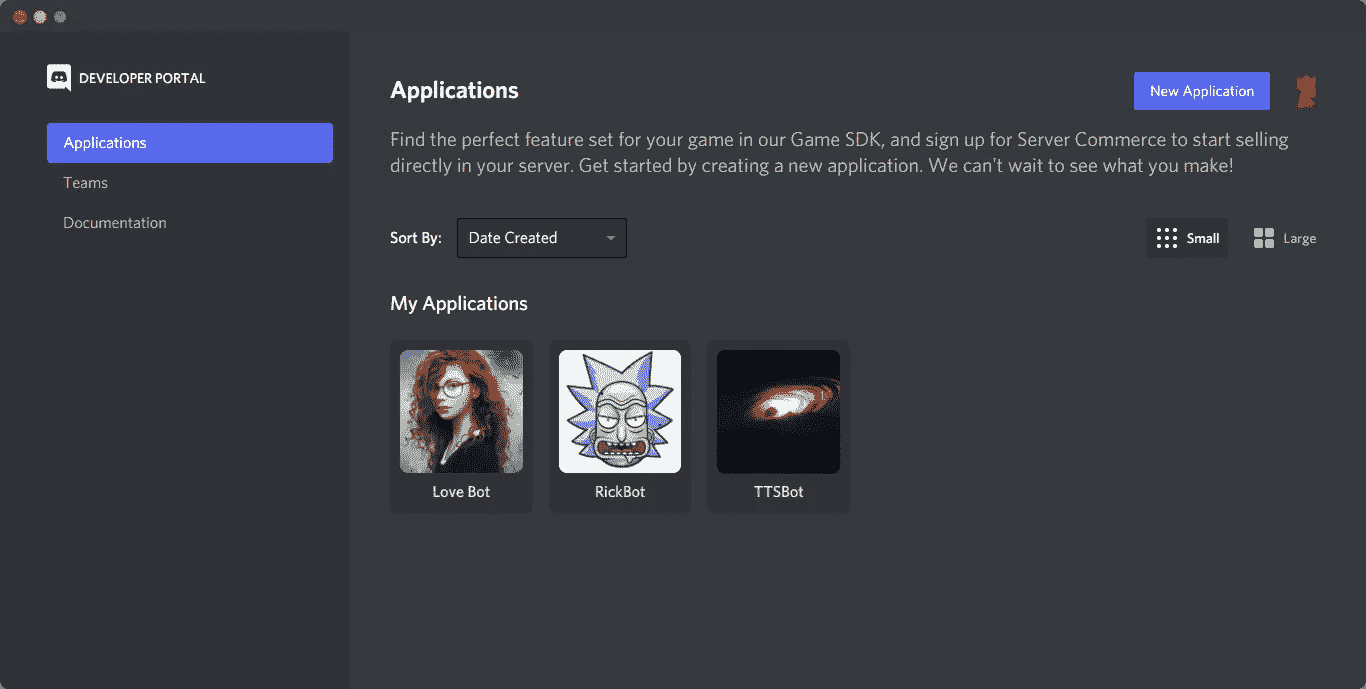 DEVELOPER PORTAL
Applications
Teams
Documentation
Applications
New Application
Find the perfect feature set for your game in our Game SDK, and sign up for Server Commerce to start selling
directly in your server. Get started by creating a new application. We can't wait to see what you make!
Sort By:
Date Created
Small
Large
My Applications
Love Bot
RickBot
TTSBot